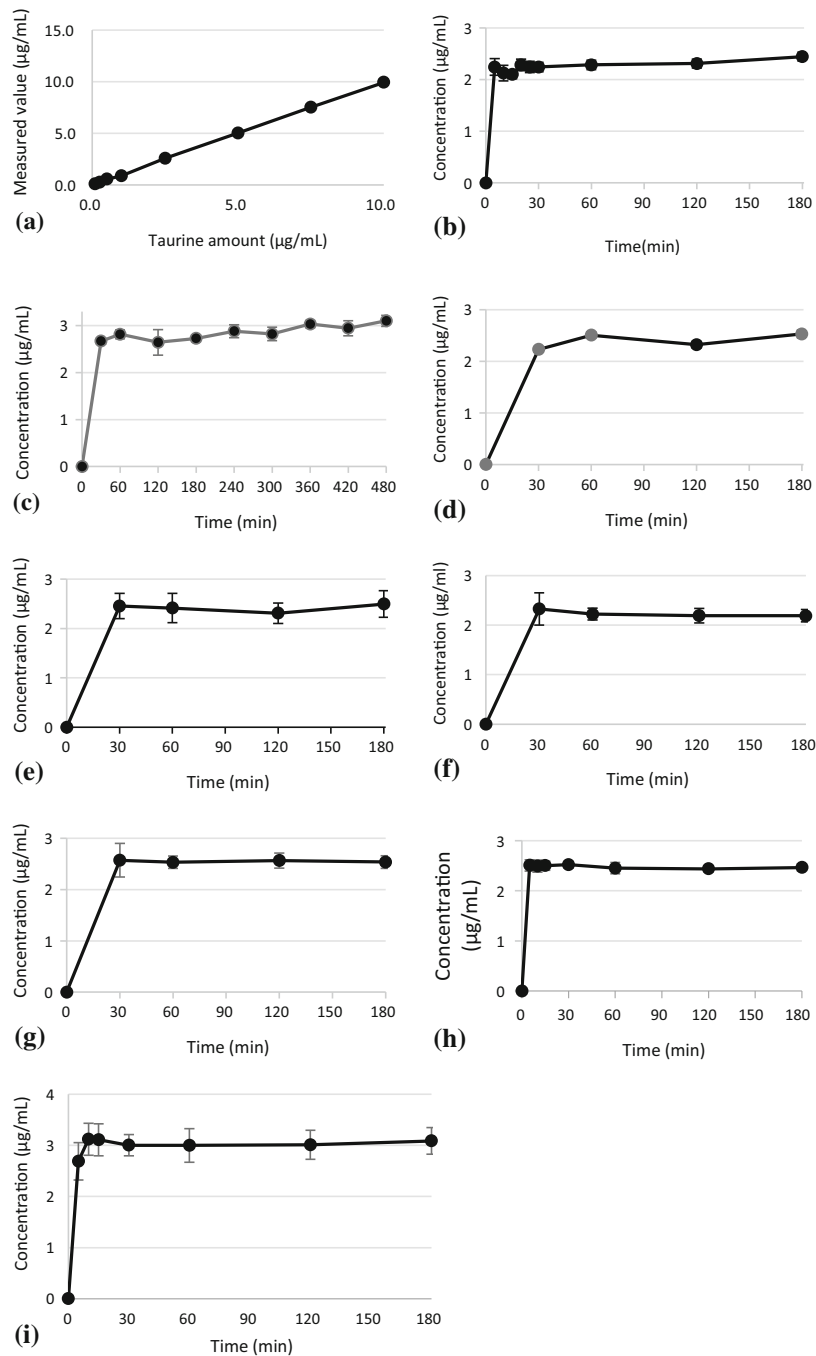 15.0
10.0
5.0
0.0
Measured value (µg/mL)
0.0 5.0 10.0
Taurine amount (µg/mL)
(a)
3
2
1
0
Concentration (µg/mL)
0 30 60 90 120 150 180
Time(min)
(b)
3
2
1
0
Concentration (µg/mL)
0 60 120 180 240 300 360 420 480
Time (min)
(c)
3
2
1
0
Concentration (µg/mL)
0 30 60 90 120 150 180
Time (min)
(d)
3
2
1
0
Concentration (µg/mL)
0 30 60 90 120 150 180
Time (min)
(e)
3
2
1
0
Concentration (µg/ml)
0 30 60 90 120 150 180
Time (min)
(f)
3
2
1
0
Concentration (µg/mL)
0 30 60 90 120 150 180
Time (min)
(g)
3
2
1
0
Concentration
(µg/mL)
0 30 60 90 120 150 180
Time (min)
(h)
4
3
2
1
0
Concentration (µg/mL)
0 30 60 90 120 150 180
Time (min)
(i)